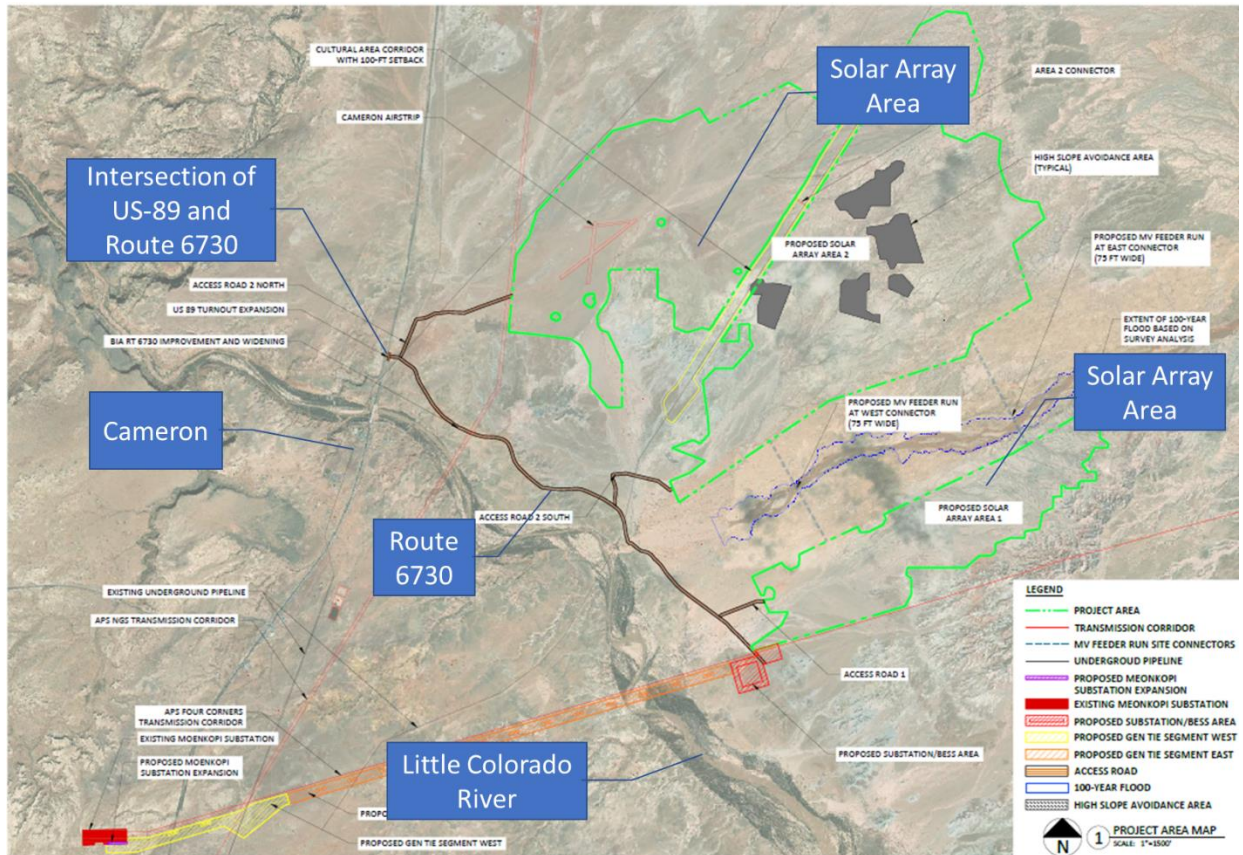 CULTURAL AREA CORRIDOR
WITH 100-FT SETBACK
CAMERON AIRSTRIP
Solar Array
Area
AREA 2 CONNECTOR
HIGH SLOPE AVOIDANCE AREA
(TYPICAL)
Intersection of
US-89 and
Route 6730
PROPOSED SOLAR
ARRAY AREA 2
PROPOSED MV FEEDER RUN
AT EAST CONNECTOR
(75 FT WIDE)
ACCESS ROAD 2 NORTH
US 89 TURNOUT EXPANSION
BIA RT 6730 IMPROVEMENT AND WIDENING
EXTENT OF 100-YEAR
FLOOD BASED ON
SURVEY ANALYSIS
Solar Array
Area
PROPOSED MV FEEDER RUN
AT WEST CONNECTOR
(75 FT WIDE)
Cameron
ACCESS ROAD 2 SOUTH
PROPOSED SOLAR
ARRAY AREA 1
Route
6730
EXISTING UNDERGROUND PIPELINE
APS NGS TRANSMISSION CORRIDOR
ACCESS ROAD 1
APS FOUR CORNERS
TRANSMISSION CORRIDOR
EXISTING MOENKOPI SUBSTATION
PROPOSED MOENKOPI
SUBSTATION EXPANSION
PROPOSED SUBSTATION/BESS AREA
Little Colorado
River
PROPO
PROPOSED GEN TIE SEGMENT WEST
LEGEND
PROJECT AREA
TRANSMISSION CORRIDOR
MV FEEDER RUN SITE CONNECTORS
UNDERGROUD PIPELINE
PROPOSED MEONKOPI
SUBSTATION EXPANSION
EXISTING MEONKOPI SUBSTATION
PROPOSED SUBSTATION/BESS AREA
PROPOSED GEN TIE SEGMENT WEST
PROPOSED GEN TIE SEGMENT EAST
ACCESS ROAD
100-YEAR FLOOD
HIGH SLOPE AVOIDANCE AREA
N
1
PROJECT AREA MAP
SCALE: 1"=1500'